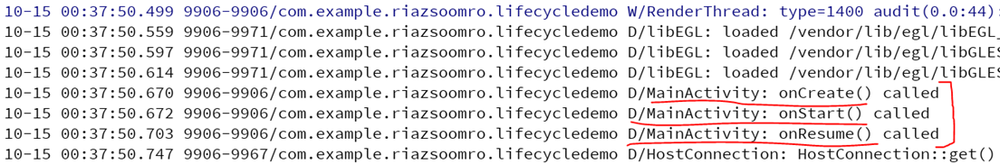 10-15 00:37:50.499 9906-9906/com.example.riazsoomro.lifecycledemo W/RenderThread: type=1400 audit(0.0:44):
10-15 00:37:50.559 9906-9971/com.example.riazsoomro.lifecycledemo D/libEGL: loaded /vendor/lib/egl/libEGL_
10-15 00:37:50.597 9906-9971/com.example.riazsoomro.lifecycledemo D/libEGL: loaded /vendor/lib/egl/libGLES
10-15 00:37:50.614 9906-9971/com.example.riazsoomro.lifecycledemo D/libEGL: loaded /vendor/lib/egl/libGLES
10-15 00:37:50.670 9906-9906/com.example.riazsoomro.lifecycledemo D/MainActivity: onCreate() called
10-15 00:37:50.672 9906-9906/com.example.riazsoomro.lifecycledemo D/MainActivity: onStart() called
10-15 00:37:50.703 9906-9906/com.example.riazsoomro.lifecycledemo D/MainActivity: onResume() called
10-15 00:37:50.747 9906-9967/com.example.riazsoomro.lifecycledemo D/HostConnection: HostConnection::get()